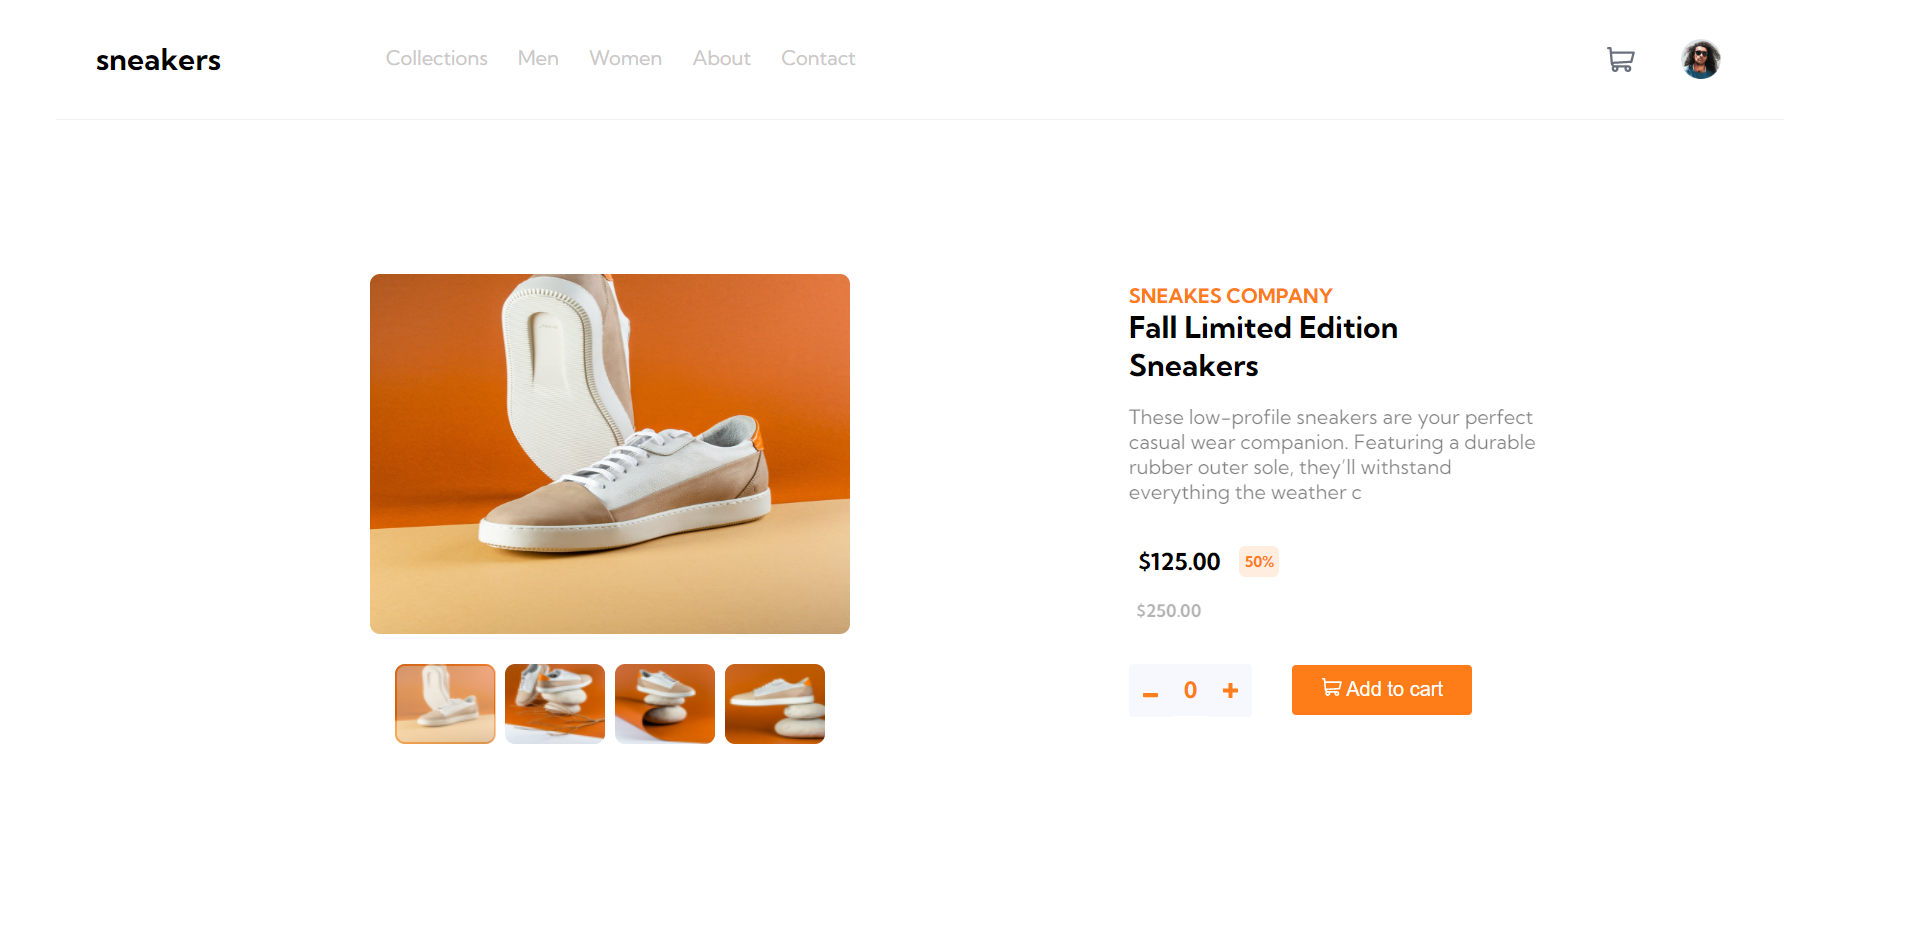 sneakers
Collections Men Women About Contact
SNEAKES COMPANY
Fall Limited Edition
Sneakers
These low-profile sneakers are your perfect
casual wear companion. Featuring a durable
rubber outer sole, they’ll withstand
everything the weather c
$125.00 50%
$250.00
0
Add to cart